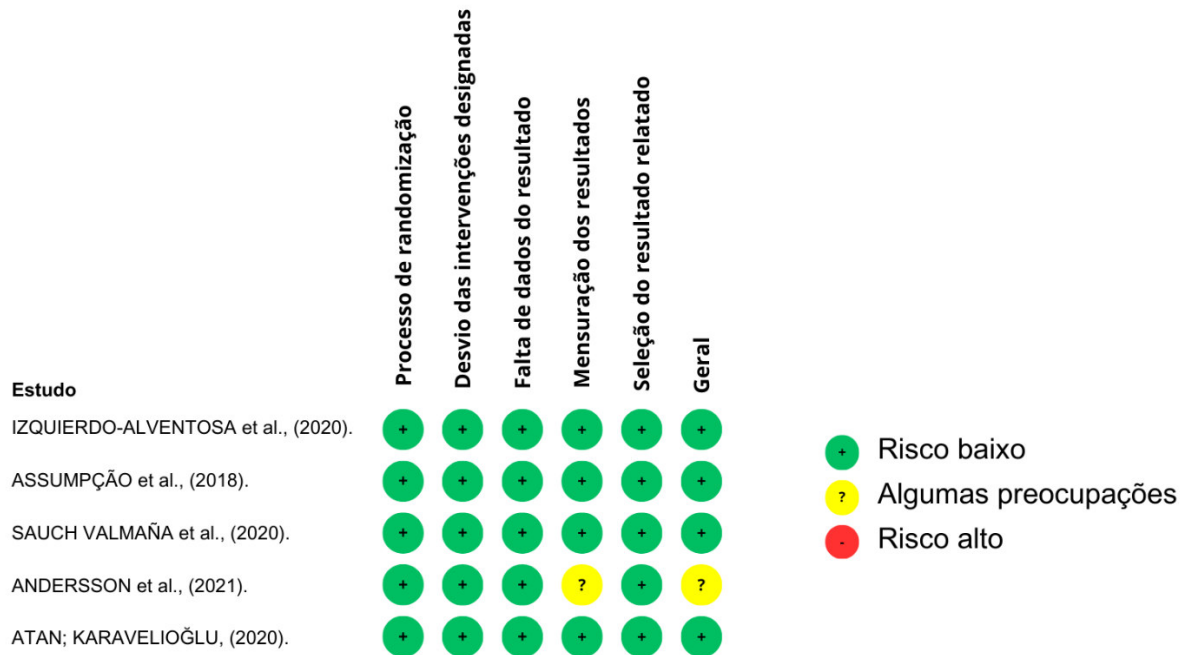 Processo de randomização
Desvio das intervenções designadas
Falta de dados do resultado
Mensuração dos resultados
Seleção do resultado relatado
Geral
Estudo
IZQUIERDO-ALVENTOSA et al., (2020). + + + + + +
ASSUMPÇÃO et al., (2018). + + + + + +
SAUCH VALMAÑA et al., (2020). + + + + + +
ANDERSSON et al., (2021). + + + ? + ?
ATAN; KARAVELIOĞLU, (2020). + + + + + +
+ Risco baixo
? Algumas preocupações
- Risco alto